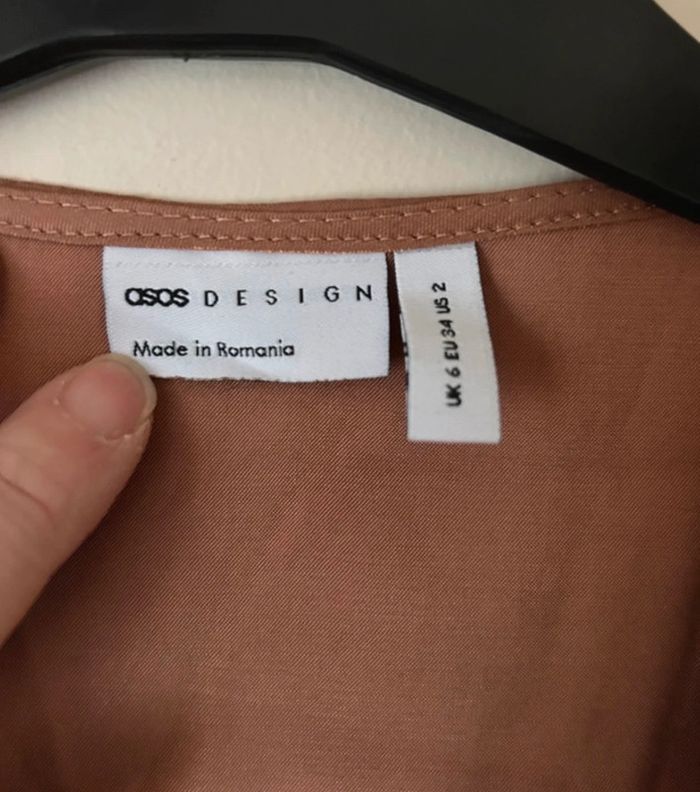 asos DESIGN
Made in Romania
UK 6 EU 34 US 2